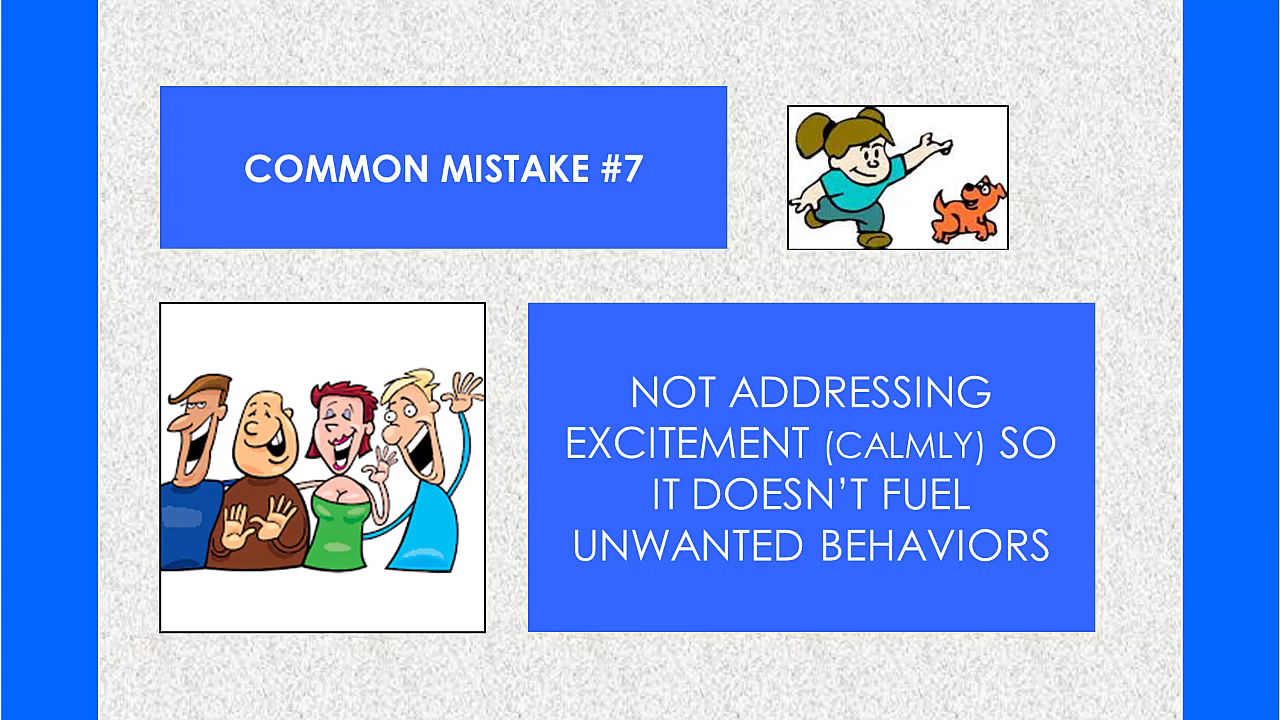 COMMON MISTAKE #7
NOT ADDRESSING
EXCITEMENT (CALMLY) SO
IT DOESN’T FUEL
UNWANTED BEHAVIORS